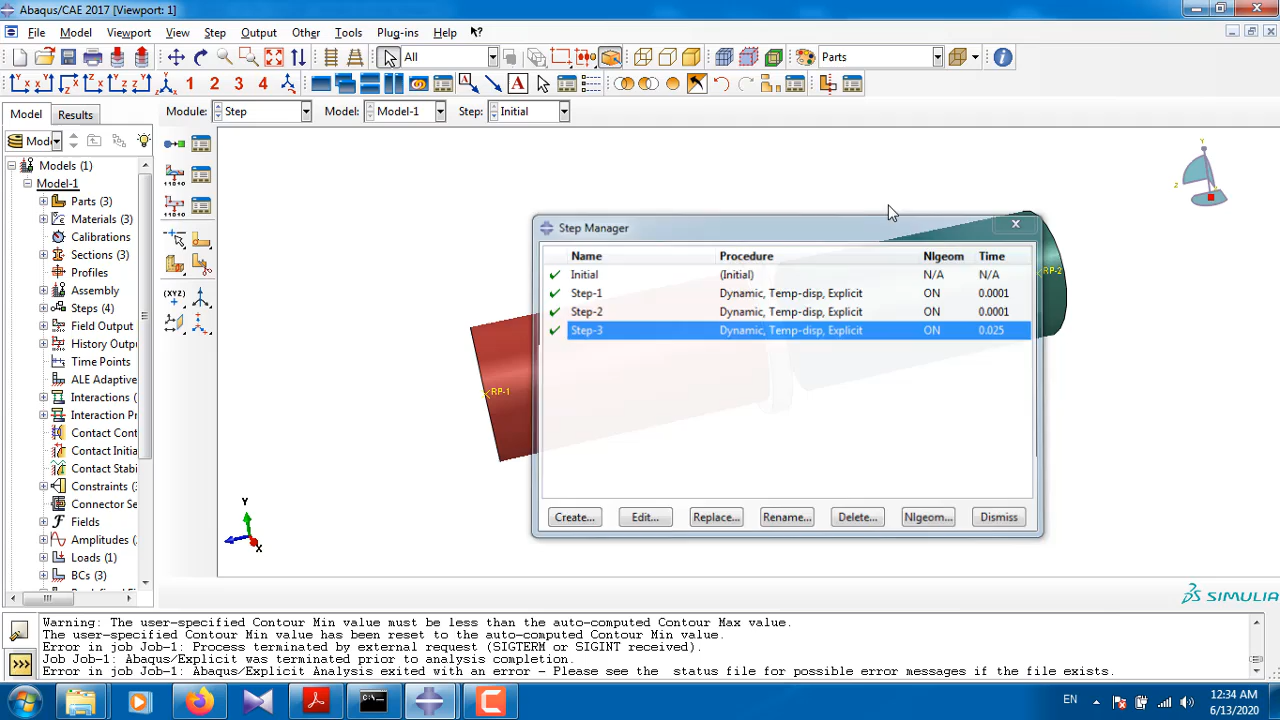 Abaqus/CAE 2017 [Viewport: 1]
File Model Viewport View Step Output Other Tools Plug-ins Help
All
Parts
1 2 3 4
Model Results
Module: Step Model: Model-1 Step: Initial
Mod
Models (1)
Model-1
Parts (3)
Materials (3)
Calibrations
Sections (3)
Profiles
Assembly
Steps (4)
Field Output
History Outp
Time Points
ALE Adaptive
Interactions
Interaction Pr
Contact Cont
Contact Initia
Contact Stabi
Constraints (3
Connector Se
Fields
Amplitudes (
Loads (1)
BCs (3)
(XYZ)
Step Manager
Name Procedure Nlgeom Time
Initial (Initial) N/A N/A
Step-1 Dynamic, Temp-disp, Explicit ON 0.0001
Step-2 Dynamic, Temp-disp, Explicit ON 0.0001
Step-3 Dynamic, Temp-disp, Explicit ON 0.025
Create... Edit... Replace... Rename... Delete... Nlgeom... Dismiss
RP-1
RP-2
Y
Z
Y
X
SIMULIA
Warning: The user-specified Contour Min value must be less than the auto-computed Contour Max value.
The user-specified Contour Min value has been reset to the auto-computed Contour Min value.
Error in job Job-1: Process terminated by external request (SIGTERM or SIGINT received).
Job Job-1: Abaqus/Explicit was terminated prior to analysis completion.
Error in job Job-1: Abaqus/Explicit Analysis exited with an error - Please see the status file for possible error messages if the file exists.
>>>
EN
12:34 AM
6/13/2020